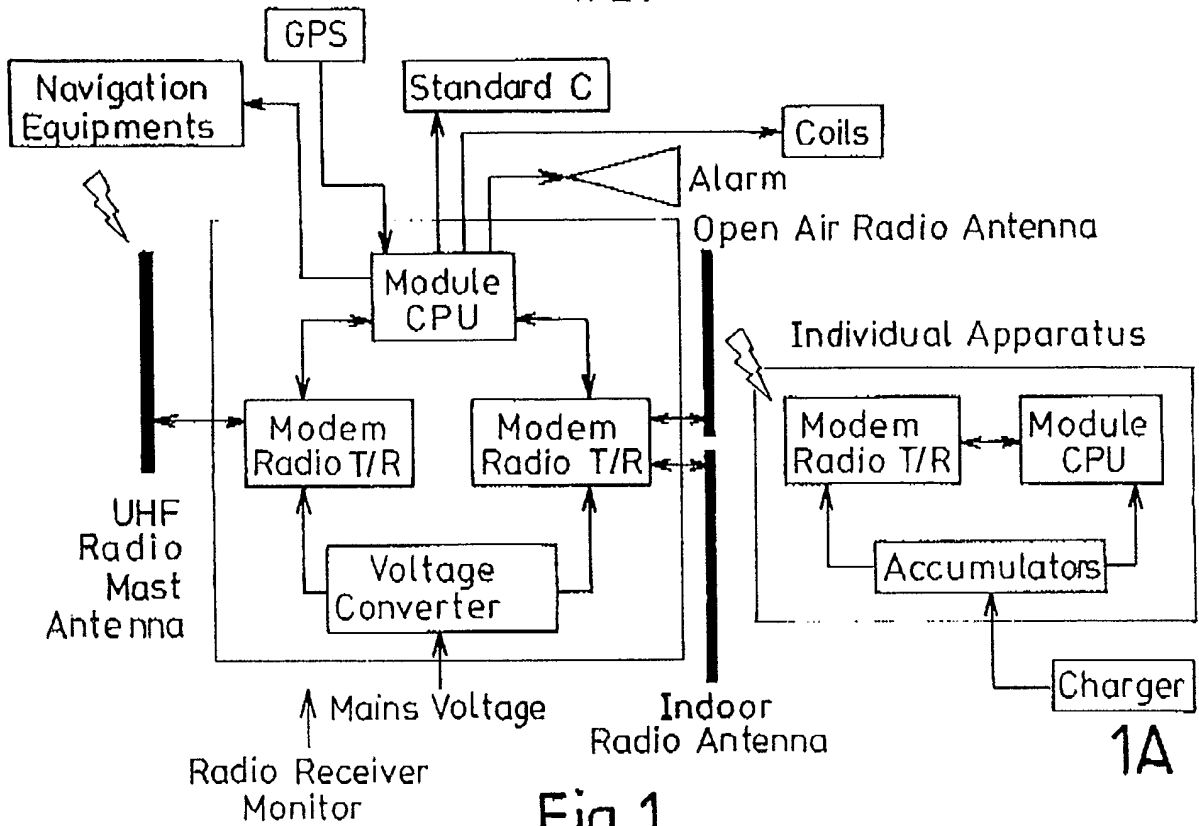 GPS
Navigation
Equipments
Standard C
Coils
Alarm
Open Air Radio Antenna
Module
CPU
Individual Apparatus
Modem
Radio T/R
Modem
Radio T/R
Modem
Radio T/R
Module
CPU
UHF
Radio
Mast
Antenna
Voltage
Converter
Accumulators
Charger
Mains Voltage
Indoor
Radio Antenna
1A
Radio Receiver
Monitor
Fig 1